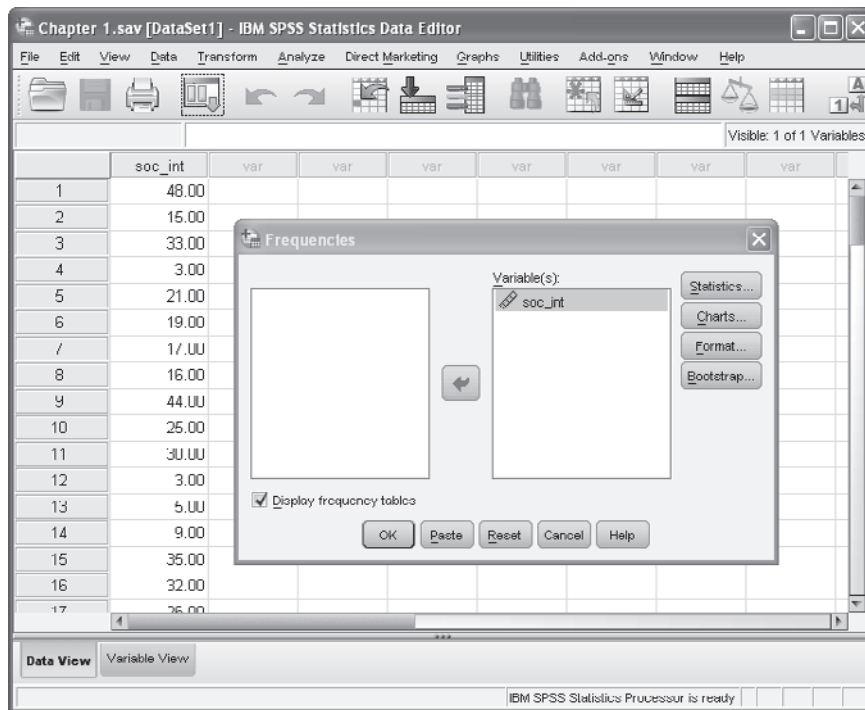 Chapter 1.sav [DataSet1] - IBM SPSS Statistics Data Editor
File Edit View Data Transform Analyze Direct Marketing Graphs Utilities Add-ons Window Help
Visible: 1 of 1 Variables
soc_int var var var var var var var
1 48.00
2 15.00
3 33.00
4 3.00
5 21.00
6 19.00
7 17.00
8 16.00
9 44.00
10 25.00
11 30.00
12 3.00
13 5.00
14 9.00
15 35.00
16 32.00
17 26.00
Frequencies
Variable(s):
soc_int
Statistics...
Charts...
Format...
Bootstrap...
Display frequency tables
OK Paste Reset Cancel Help
Data View Variable View
IBM SPSS Statistics Processor is ready